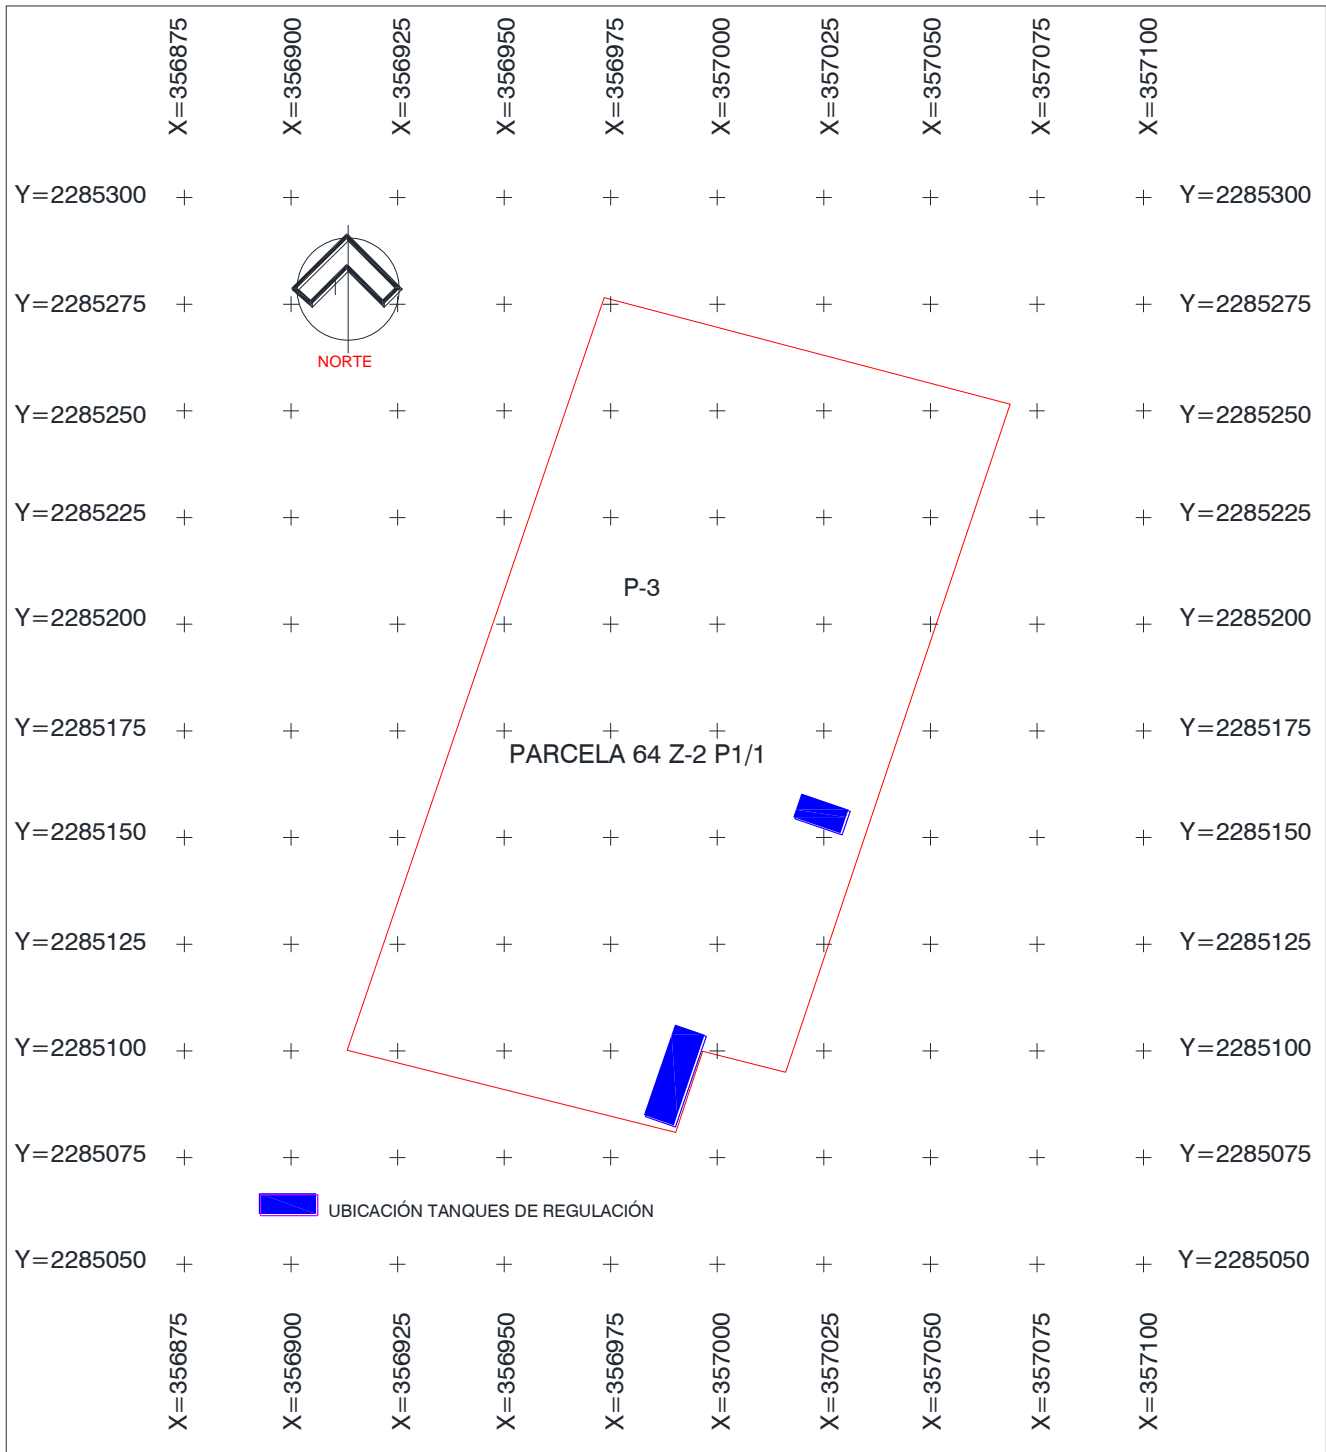 X=356875
X=356900
X=356925
X=356950
X=356975
X=357000
X=357025
X=357050
X=357075
X=357100
Y=2285300
Y=2285300
Y=2285275
Y=2285275
NORTE
Y=2285250
Y=2285250
Y=2285225
Y=2285225
P-3
Y=2285200
Y=2285200
Y=2285175
Y=2285175
PARCELA 64 Z-2 P1/1
Y=2285150
Y=2285150
Y=2285125
Y=2285125
Y=2285100
Y=2285100
Y=2285075
Y=2285075
UBICACIÓN TANQUES DE REGULACIÓN
Y=2285050
Y=2285050
X=356875
X=356900
X=356925
X=356950
X=356975
X=357000
X=357025
X=357050
X=357075
X=357100